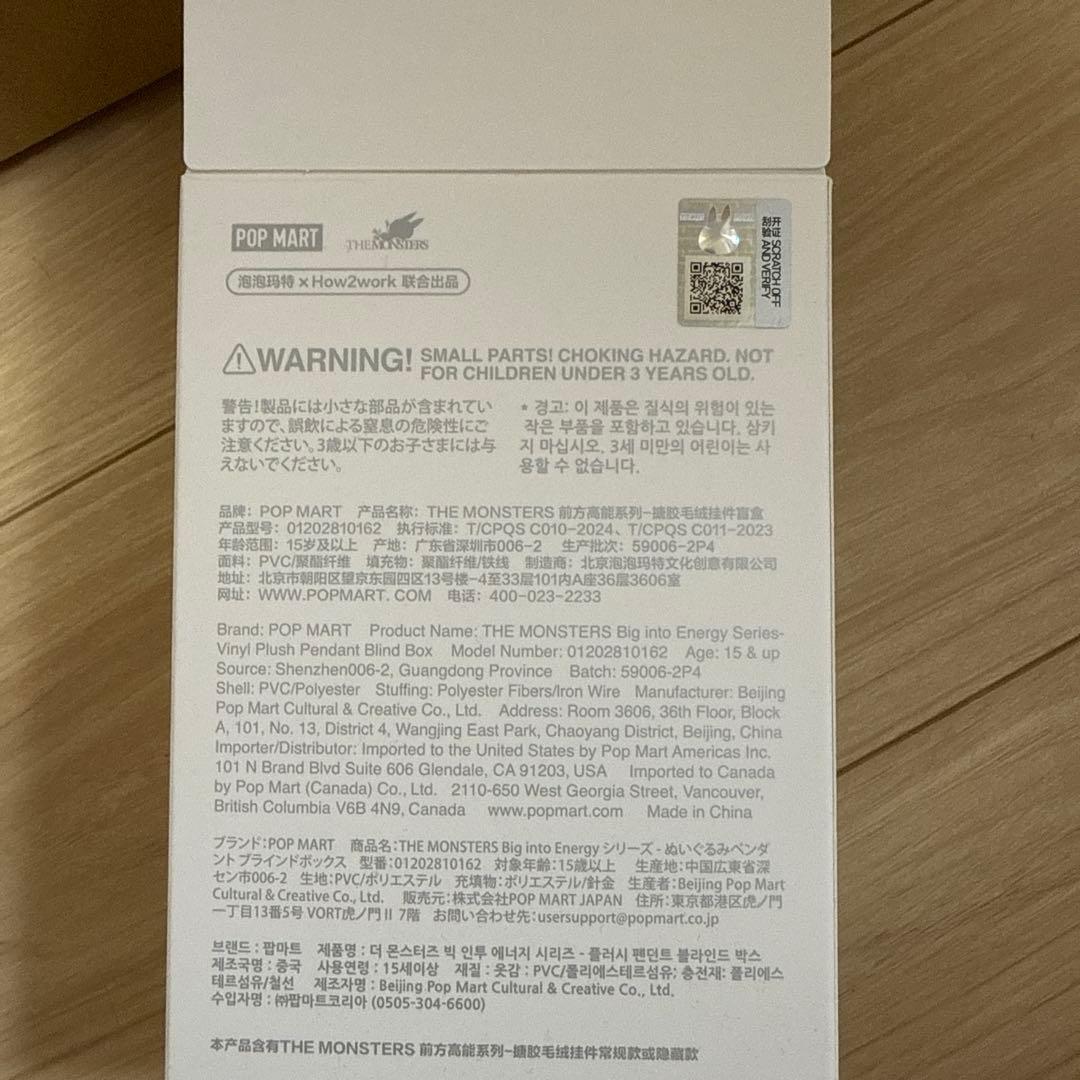 POP MART
THE MONSTERS
泡泡玛特 × How2work 联合出品
刮开验证 SCRATCH OFF AND VERIFY
WARNING! SMALL PARTS! CHOKING HAZARD. NOT
FOR CHILDREN UNDER 3 YEARS OLD.
警告!製品には小さな部品が含まれてい
ますので、誤飲による窒息の危険性にご
注意ください。3歳以下のお子さまには与
えないでください。
* 경고: 이 제품은 질식의 위험이 있는
작은 부품을 포함하고 있습니다. 삼키
지 마십시오. 3세 미만의 어린이는 사
용할 수 없습니다.
品牌: POP MART 产品名称: THE MONSTERS 前方高能系列-搪胶毛绒挂件盲盒
产品型号: 01202810162 执行标准: T/CPQS C010-2024、T/CPQS C011-2023
年龄范围: 15岁及以上 产地: 广东省深圳市006-2 生产批次: 59006-2P4
面料: PVC/聚酯纤维 填充物: 聚酯纤维/铁线 制造商: 北京泡泡玛特文化创意有限公司
地址: 北京市朝阳区望京东园四区13号楼-4至33层101内A座36层3606室
网址: WWW.POPMART. COM 电话: 400-023-2233
Brand: POP MART Product Name: THE MONSTERS Big into Energy Series-
Vinyl Plush Pendant Blind Box Model Number: 01202810162 Age: 15 & up
Source: Shenzhen006-2, Guangdong Province Batch: 59006-2P4
Shell: PVC/Polyester Stuffing: Polyester Fibers/Iron Wire Manufacturer: Beijing
Pop Mart Cultural & Creative Co., Ltd. Address: Room 3606, 36th Floor, Block
A, 101, No. 13, District 4, Wangjing East Park, Chaoyang District, Beijing, China
Importer/Distributor: Imported to the United States by Pop Mart Americas Inc.
101 N Brand Blvd Suite 606 Glendale, CA 91203, USA Imported to Canada
by Pop Mart (Canada) Co., Ltd. 2110-650 West Georgia Street, Vancouver,
British Columbia V6B 4N9, Canada www.popmart.com Made in China
ブランド:POP MART 商品名:THE MONSTERS Big into Energy シリーズ - ぬいぐるみペンダ
ント ブラインドボックス 型番:01202810162 対象年齢:15歳以上 生産地:中国広東省深
セン市006-2 生地:PVC/ポリエステル 充填物:ポリエステル/針金 生産者:Beijing Pop Mart
Cultural & Creative Co., Ltd. 販売元:株式会社POP MART JAPAN 住所:東京都港区虎ノ門
一丁目13番5号 VORT虎ノ門Ⅱ 7階 お問い合わせ先:usersupport@popmart.co.jp
브랜드 : 팝마트 제품명 : 더 몬스터즈 빅 인투 에너지 시리즈 - 플러시 팬던트 블라인드 박스
제조국명 : 중국 사용연령 : 15세이상 재질 : 옷감 : PVC/폴리에스테르섬유; 충전재: 폴리에스
테르섬유/철선 제조자명 : Beijing Pop Mart Cultural & Creative Co., Ltd.
수입자명 : ㈜팝마트코리아 (0505-304-6600)
本产品含有THE MONSTERS 前方高能系列-搪胶毛绒挂件常规款或隐藏款